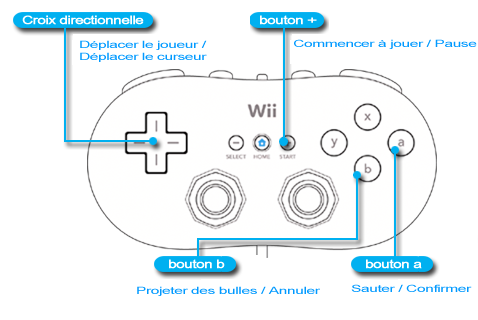 Croix directionnelle
bouton +
Déplacer le joueur /
Déplacer le curseur
Commencer à jouer / Pause
Wii
x
y
a
b
SELECT
HOME
START
bouton b
bouton a
Projeter des bulles / Annuler
Sauter / Confirmer